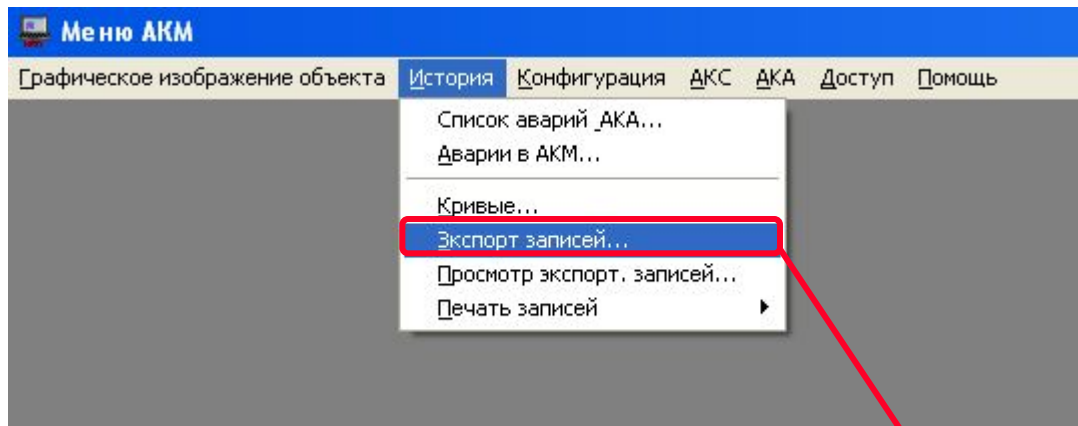 Меню АКМ
Графическое изображение объекта История Конфигурация АКС АКА Доступ Помощь
Список аварий _АКА...
Аварии в АКМ...
Кривые...
Экспорт записей...
Просмотр экспорт. записей...
Печать записей